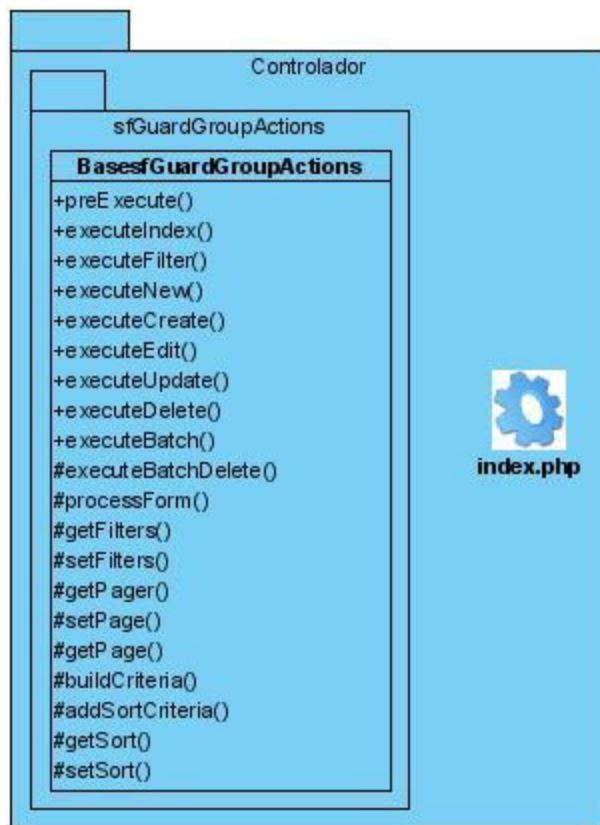 Controlador
sfGuardGroupActions
BasesfGuardGroupActions
+preExecute()
+executeIndex()
+executeFilter()
+executeNew()
+executeCreate()
+executeEdit()
+executeUpdate()
+executeDelete()
+executeBatch()
#executeBatchDelete()
#processForm()
#getFilters()
#setFilters()
#getPager()
#setPage()
#getPage()
#buildCriteria()
#addSortCriteria()
#getSort()
#setSort()
index.php